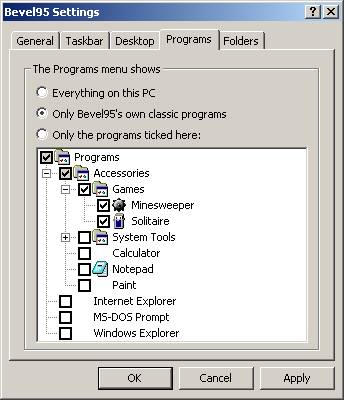 Bevel95 Settings
General Taskbar Desktop Programs Folders
The Programs menu shows
Everything on this PC
Only Bevel95's own classic programs
Only the programs ticked here:
Programs
Accessories
Games
Minesweeper
Solitaire
System Tools
Calculator
Notepad
Paint
Internet Explorer
MS-DOS Prompt
Windows Explorer
OK Cancel Apply